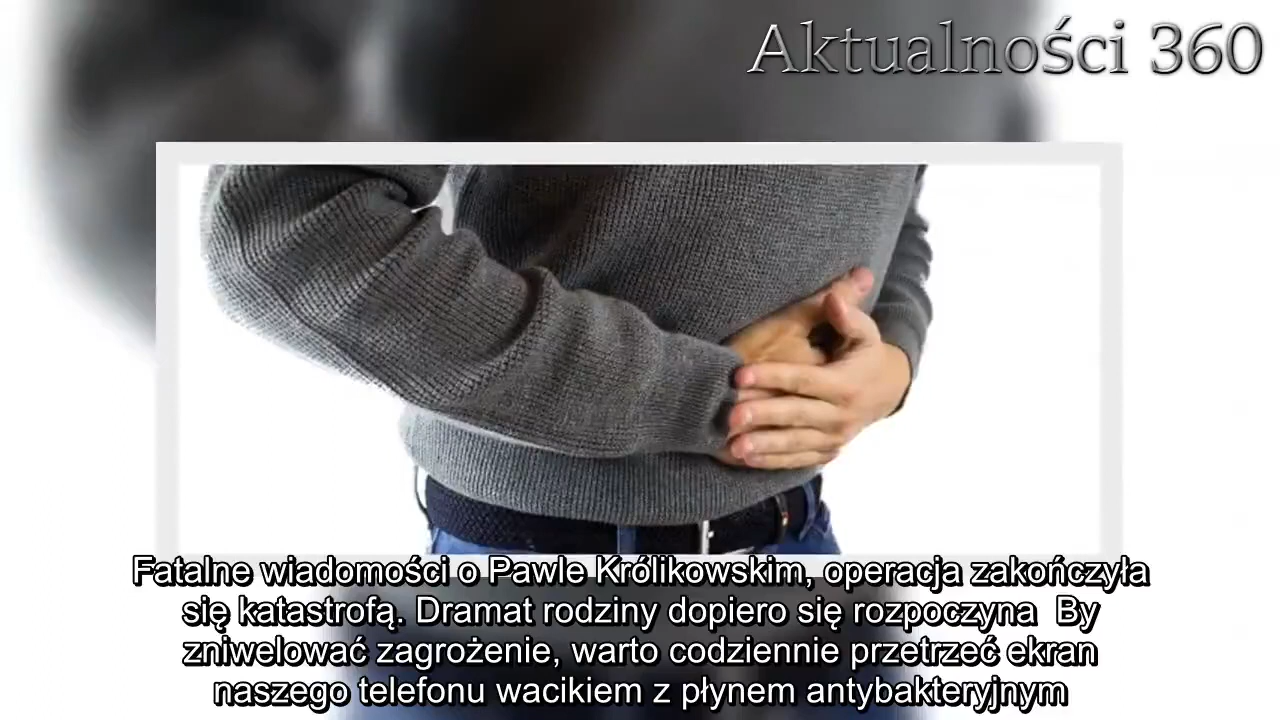 Aktualności 360
Fatalne wiadomości o Pawle Królikowskim, operacja zakończyła
się katastrofą. Dramat rodziny dopiero się rozpoczyna  By
zniwelować zagrożenie, warto codziennie przetrzeć ekran
naszego telefonu wacikiem z płynem antybakteryjnym